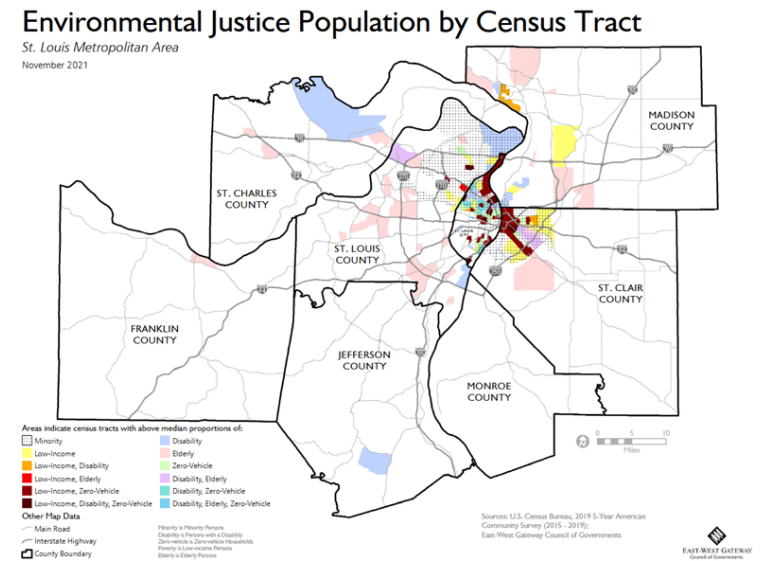 Environmental Justice Population by Census Tract
St. Louis Metropolitan Area
November 2021
MADISON
COUNTY
ST. CHARLES
COUNTY
ST. LOUIS
COUNTY
ST. CLAIR
COUNTY
FRANKLIN
COUNTY
JEFFERSON
COUNTY
MONROE
COUNTY
Areas indicate census tracts with above median proportions of:
Minority
Low-Income
Low-Income, Disability
Low-Income, Elderly
Low-Income, Zero-Vehicle
Low-Income, Disability, Zero-Vehicle
Disability
Elderly
Zero-Vehicle
Disability, Elderly
Disability, Zero-Vehicle
Disability, Elderly, Zero-Vehicle
Other Map Data
Main Road
Interstate Highway
County Boundary
Minority is Minority Persons
Disability is Persons with a Disability
Zero-vehicle is Zero-vehicle Households
Poverty is Low-income Persons
Elderly is Elderly Persons
0 5 10
Miles
Sources: U.S. Census Bureau, 2019 5-Year American
Community Survey (2015 - 2019);
East-West Gateway Council of Governments
EAST-WEST GATEWAY
Council of Governments